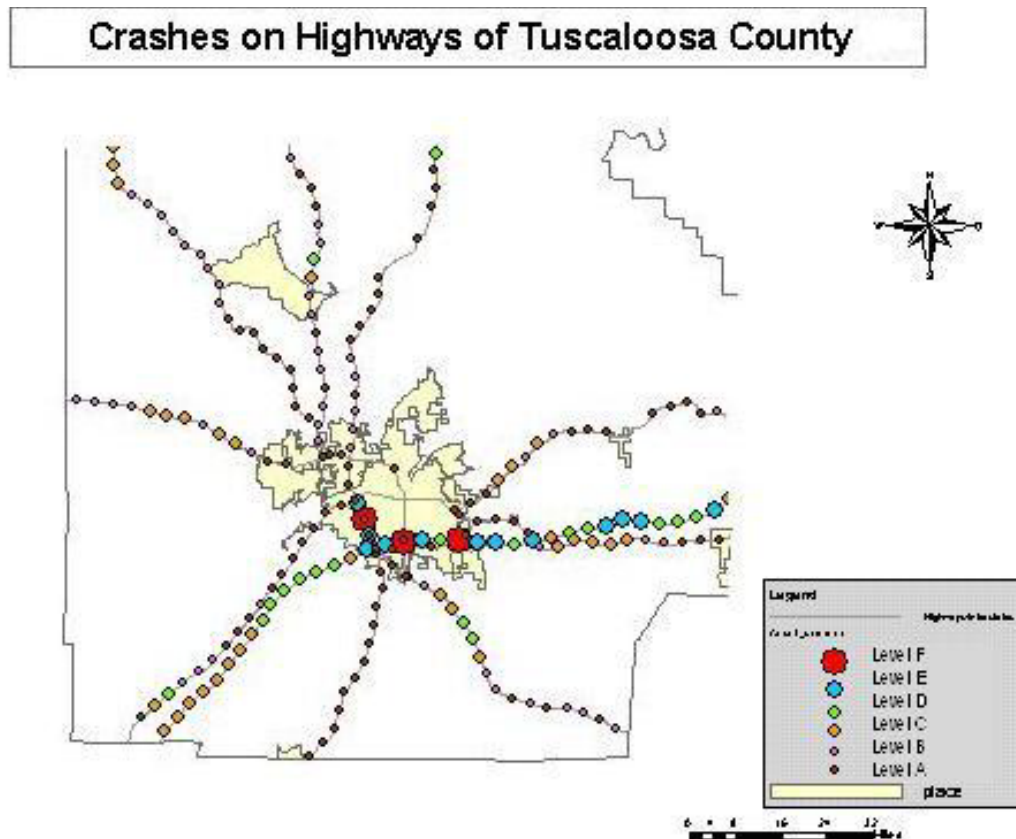 Crashes on Highways of Tuscaloosa County
N
S
Legend
Level F
Level E
Level D
Level C
Level B
Level A
place